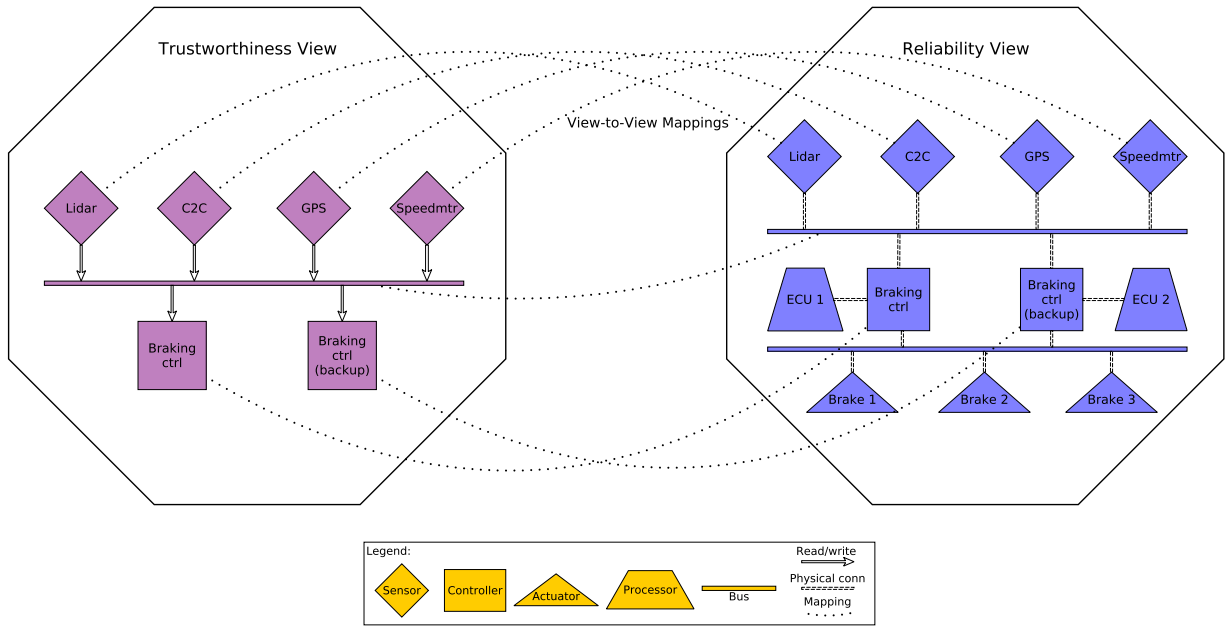 Trustworthiness View
Reliability View
View-to-View Mappings
Lidar
C2C
GPS
Speedmtr
Braking
ctrl
Braking
ctrl
(backup)
Lidar
C2C
GPS
Speedmtr
ECU 1
Braking
ctrl
Braking
ctrl
(backup)
ECU 2
Brake 1
Brake 2
Brake 3
Legend:
Sensor
Controller
Actuator
Processor
Bus
Read/write
Physical conn
Mapping